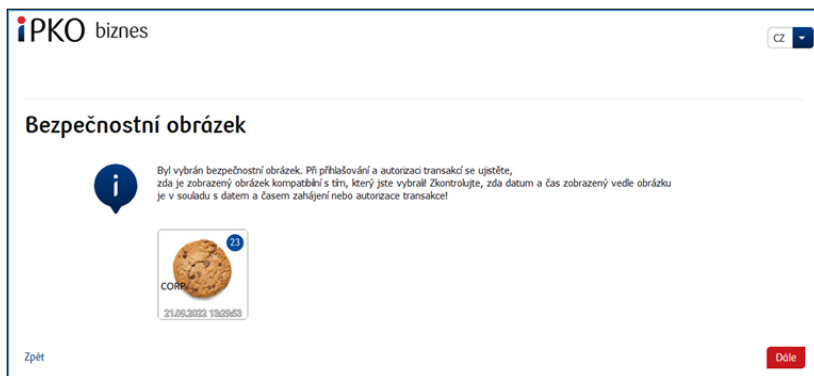 iPKO biznes
CZ
Bezpečnostní obrázek
Byl vybrán bezpečnostní obrázek. Při přihlašování a autorizaci transakcí se ujistěte,
zda je zobrazený obrázek kompatibilní s tím, který jste vybrali! Zkontrolujte, zda datum a čas zobrazený vedle obrázku
je v souladu s datem a časem zahájení nebo autorizace transakce!
23
CORP
21.09.2022 13:29:53
Zpět
Dále